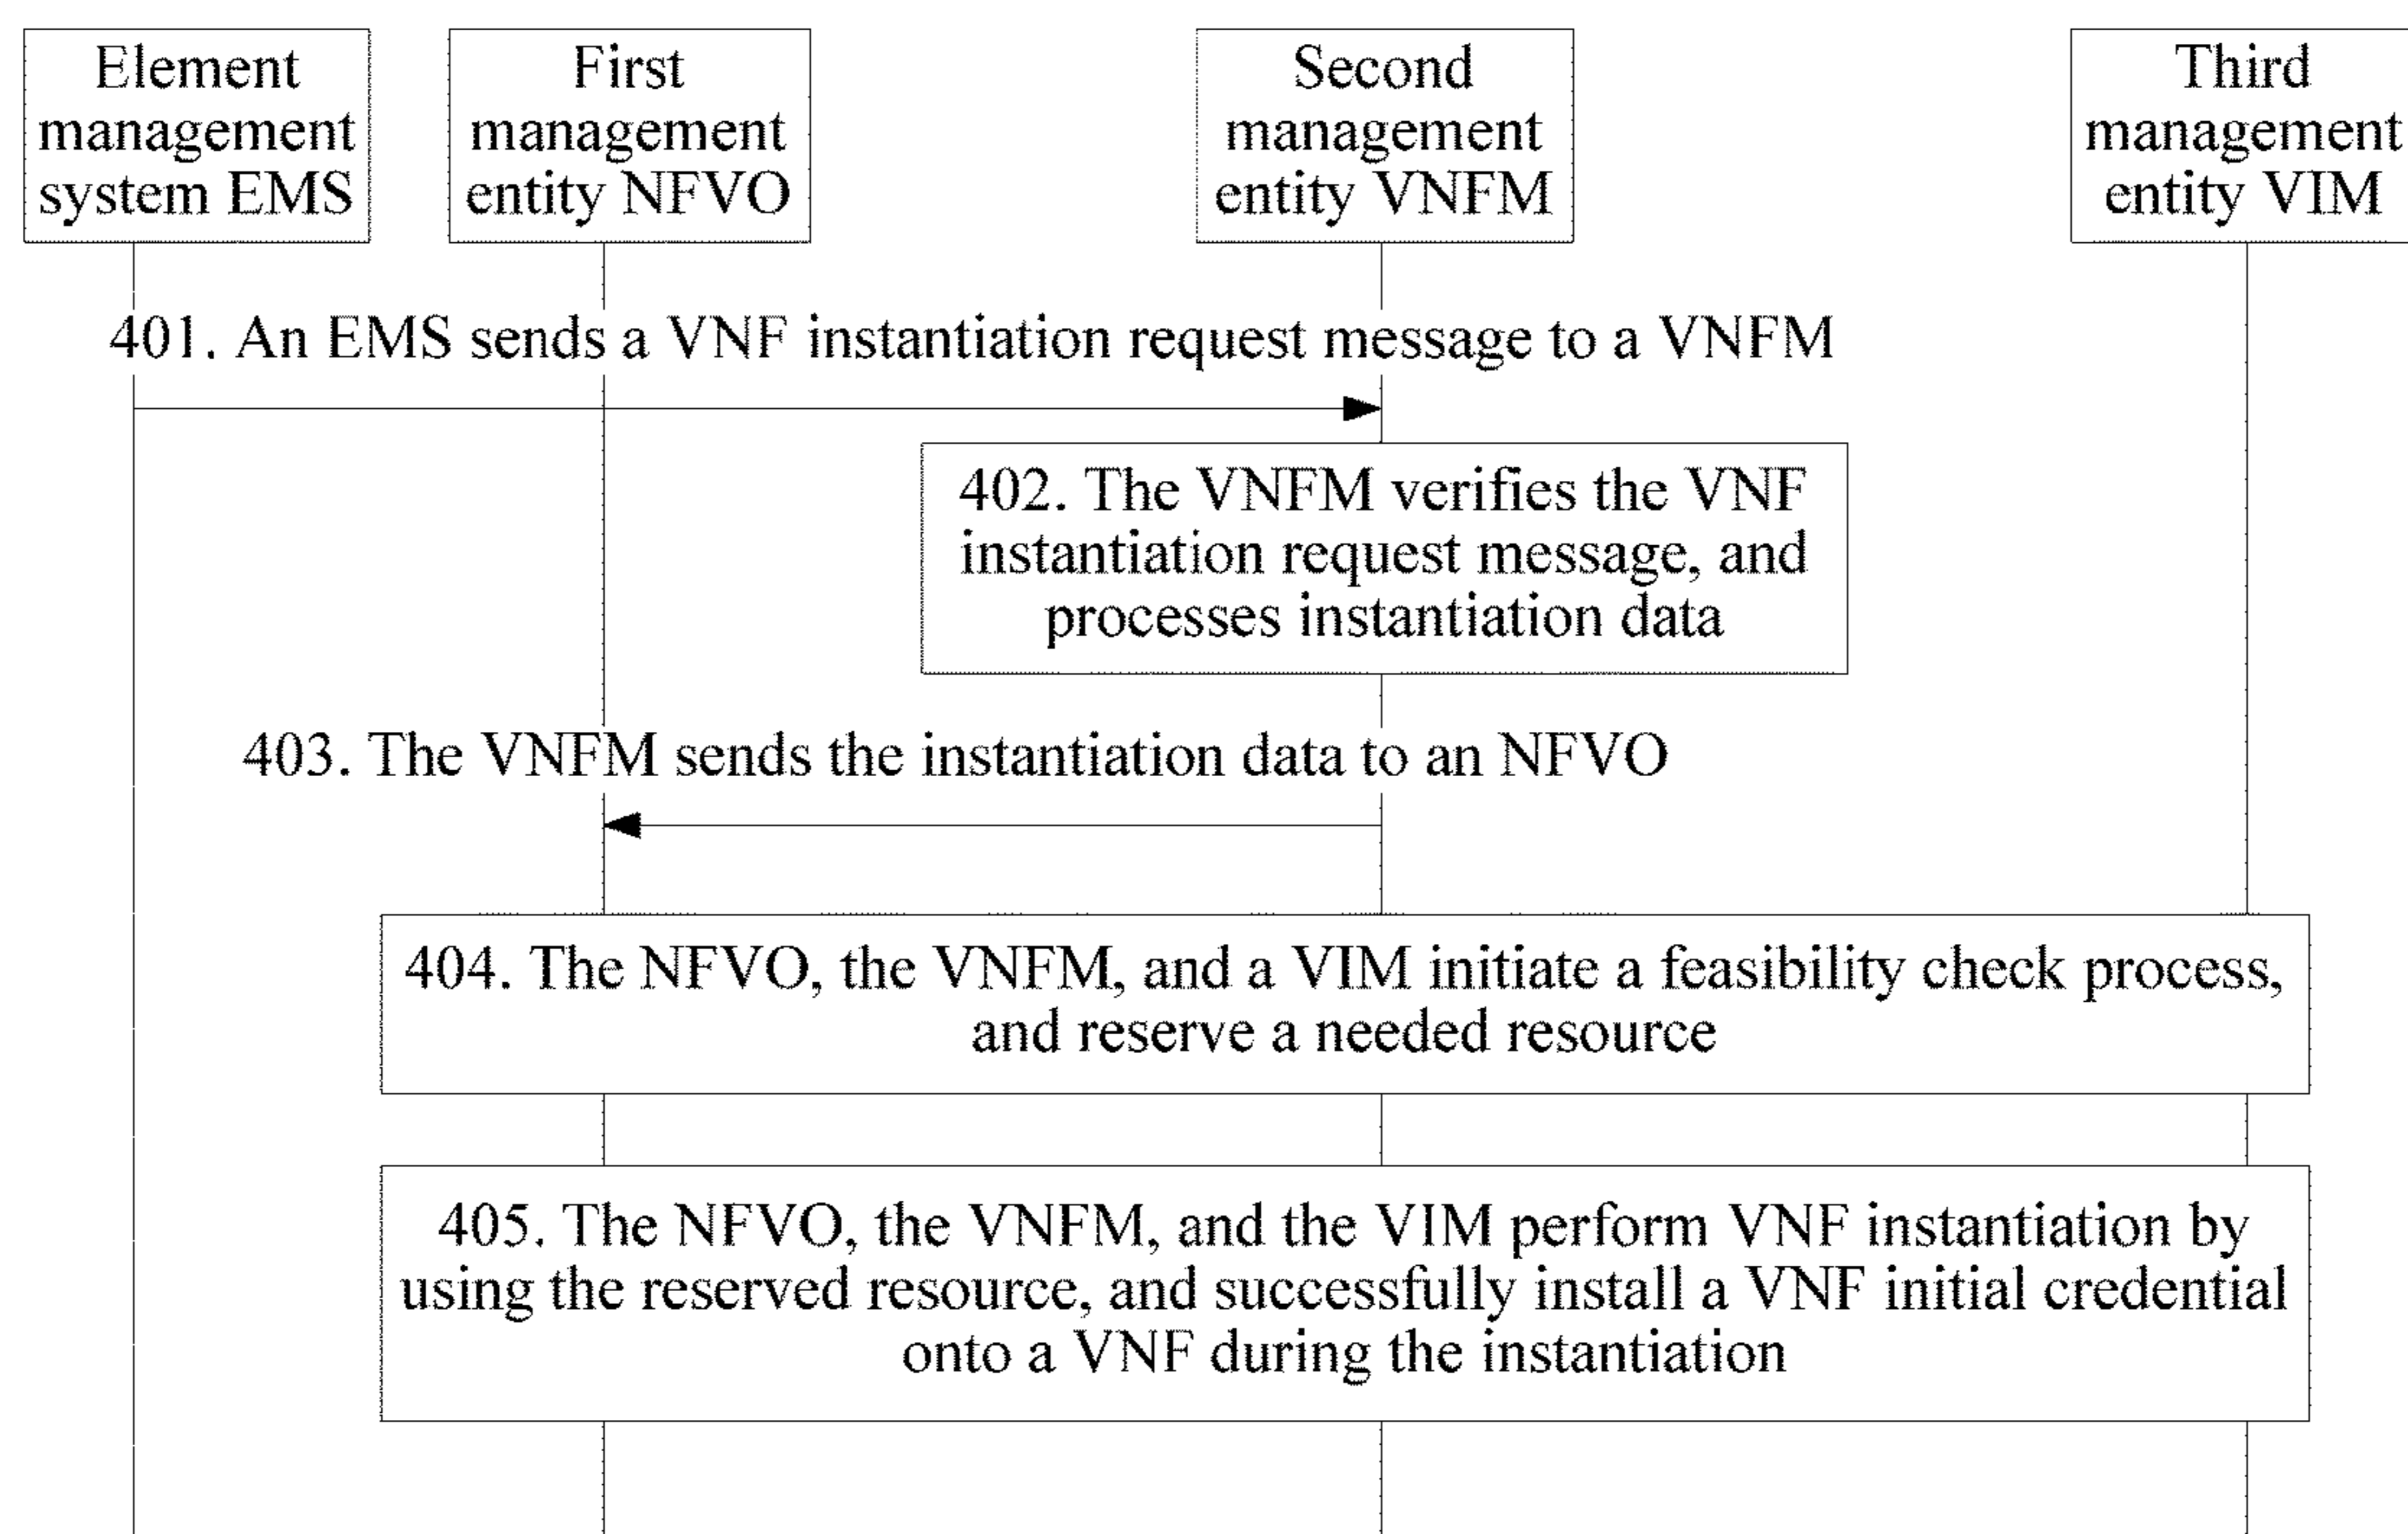 Element
management
system EMS
First
management
entity NFVO
Second
management
entity VNFM
Third
management
entity VIM
401. An EMS sends a VNF instantiation request message to a VNFM
402. The VNFM verifies the VNF
instantiation request message, and
processes instantiation data
403. The VNFM sends the instantiation data to an NFVO
404. The NFVO, the VNFM, and a VIM initiate a feasibility check process,
and reserve a needed resource
405. The NFVO, the VNFM, and the VIM perform VNF instantiation by
using the reserved resource, and successfully install a VNF initial credential
onto a VNF during the instantiation